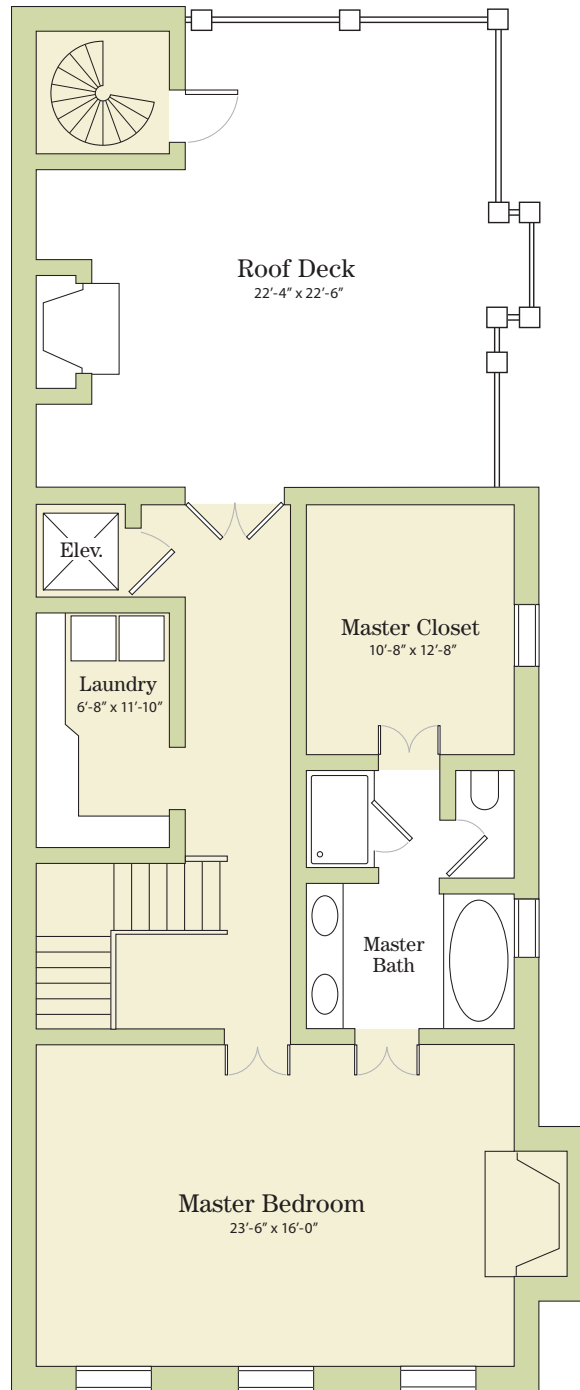 Roof Deck
22’-4” x 22’-6”
Elev.
Master Closet
10’-8” x 12’-8”
Laundry
6’-8” x 11’-10”
Master
Bath
Master Bedroom
23’-6” x 16’-0”